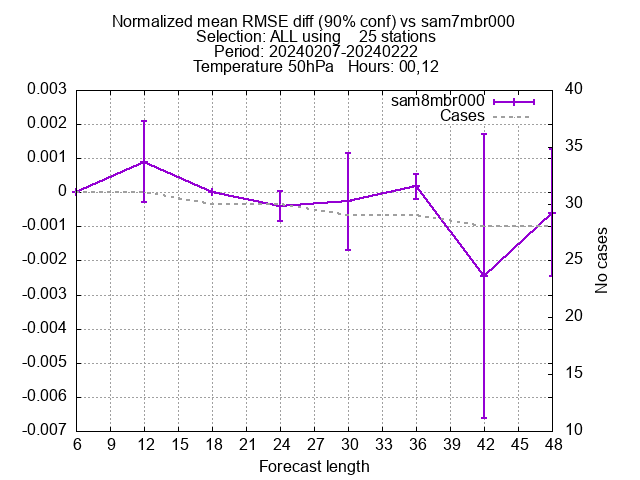 Normalized mean RMSE diff (90% conf) vs sam7mbr000
Selection: ALL using    25 stations
Period: 20240207-20240222
Temperature 50hPa   Hours: 00,12
sam8mbr000
Cases
0.003
0.002
0.001
0
-0.001
-0.002
-0.003
-0.004
-0.005
-0.006
-0.007
40
35
30
25
20
15
10
No cases
6 9 12 15 18 21 24 27 30 33 36 39 42 45 48
Forecast length